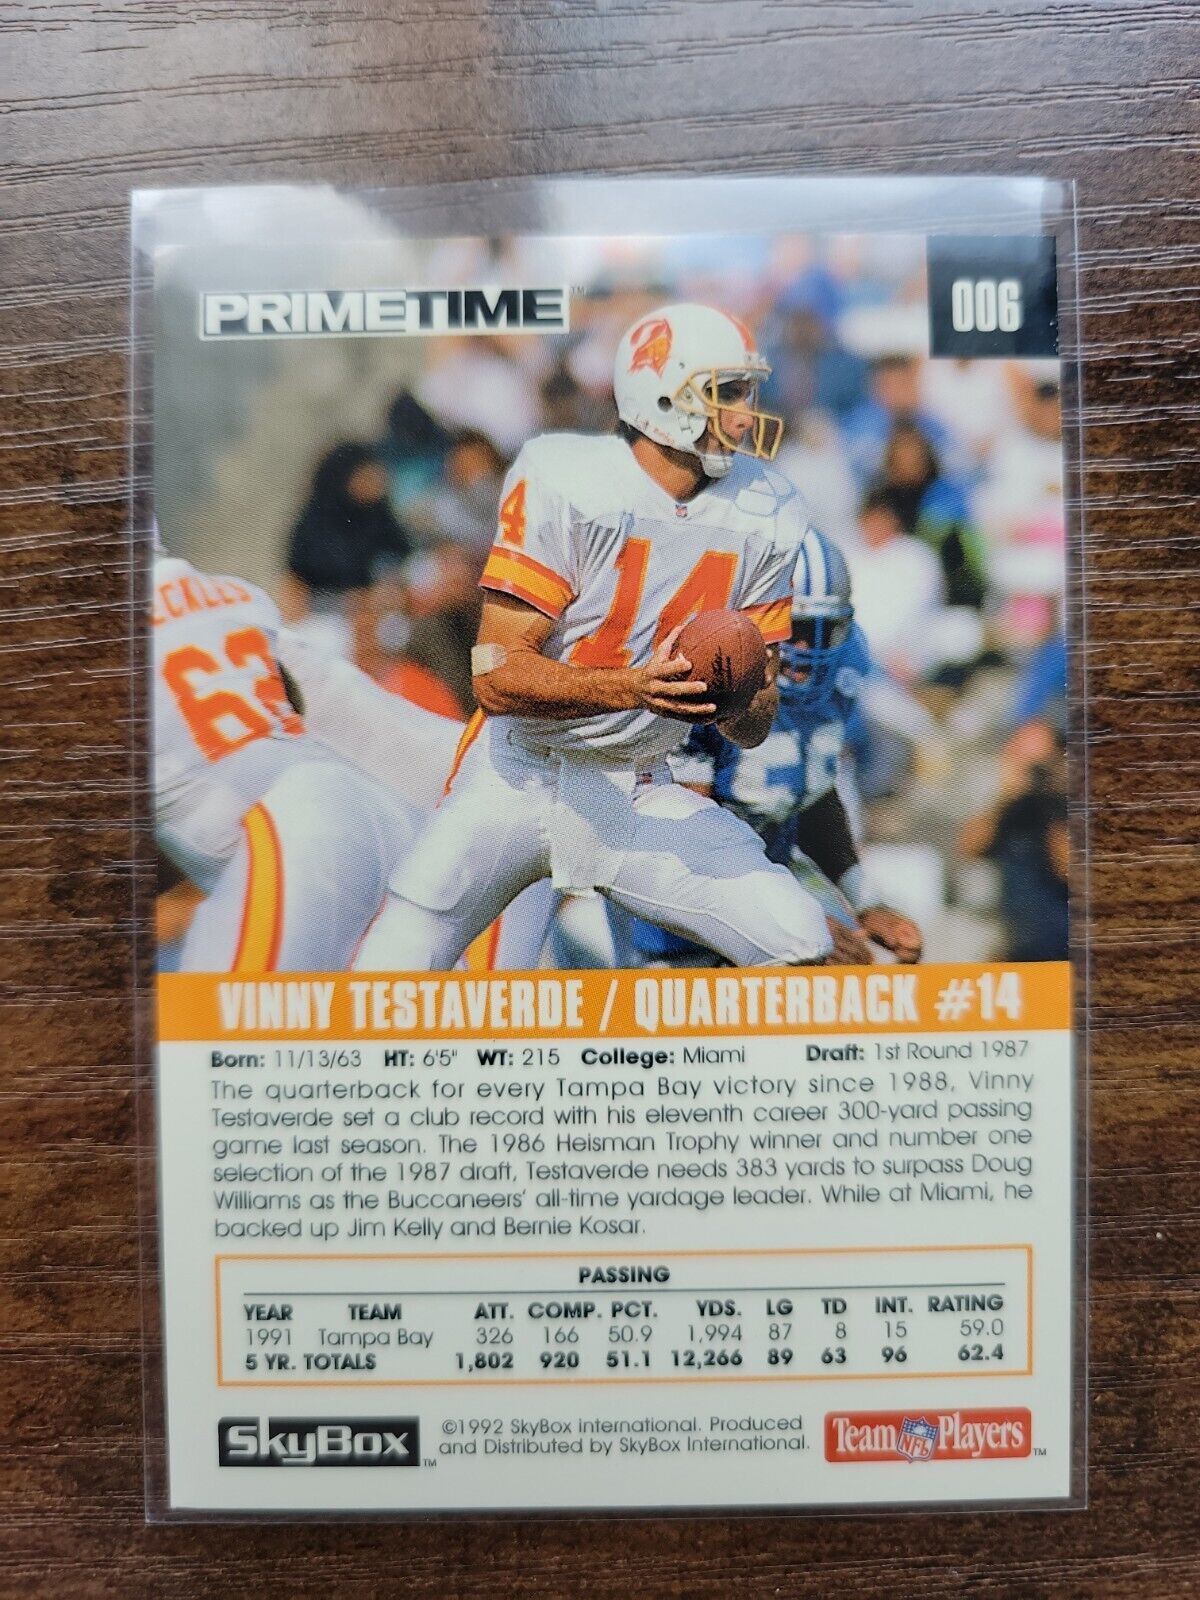 PRIMETIME™
006
14
14
ECKLES
62
VINNY TESTAVERDE / QUARTERBACK #14
Born: 11/13/63 HT: 6'5" WT: 215 College: Miami Draft: 1st Round 1987
The quarterback for every Tampa Bay victory since 1988, Vinny
Testaverde set a club record with his eleventh career 300-yard passing
game last season. The 1986 Heisman Trophy winner and number one
selection of the 1987 draft, Testaverde needs 383 yards to surpass Doug
Williams as the Buccaneers' all-time yardage leader. While at Miami, he
backed up Jim Kelly and Bernie Kosar.
PASSING
YEAR TEAM ATT. COMP. PCT. YDS. LG TD INT. RATING
1991 Tampa Bay 326 166 50.9 1,994 87 8 15 59.0
5 YR. TOTALS 1,802 920 51.1 12,266 89 63 96 62.4
SkyBox™
©1992 SkyBox International. Produced
and Distributed by SkyBox International.
Team NFL Players™